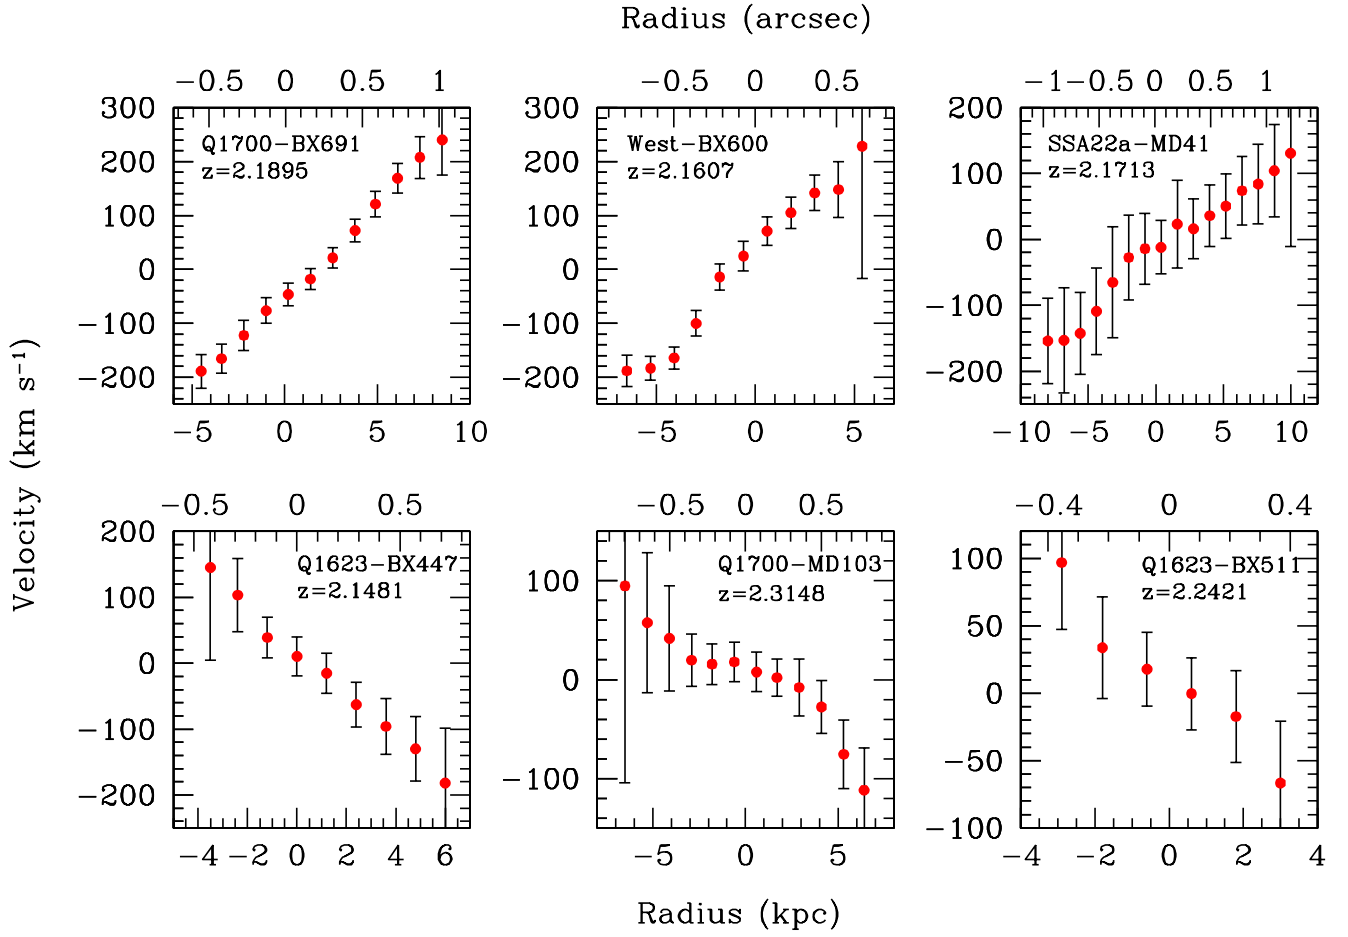 Radius (arcsec)
−0.5 0 0.5 1
−0.5 0 0.5
−1 −0.5 0 0.5 1
300
200
100
0
−100
−200
Q1700−BX691
z=2.1895
−5 0 5 10
300
200
100
0
−100
−200
West−BX600
z=2.1607
−5 0 5
200
100
0
−100
−200
SSA22a−MD41
z=2.1713
−10 −5 0 5 10
Velocity (km s⁻¹)
−0.5 0 0.5
−0.5 0 0.5
−0.4 0 0.4
200
100
0
−100
−200
Q1623−BX447
z=2.1481
−4 −2 0 2 4 6
100
0
−100
Q1700−MD103
z=2.3148
−5 0 5
100
50
0
−50
−100
Q1623−BX511
z=2.2421
−4 −2 0 2 4
Radius (kpc)